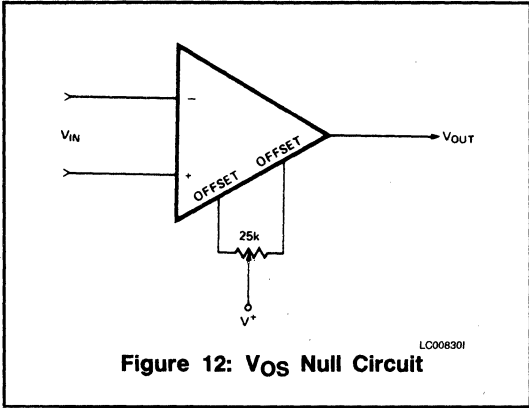 −
V_IN
+
OFFSET
OFFSET
V_OUT
25k
V⁺
LC00830I
Figure 12: V_OS Null Circuit